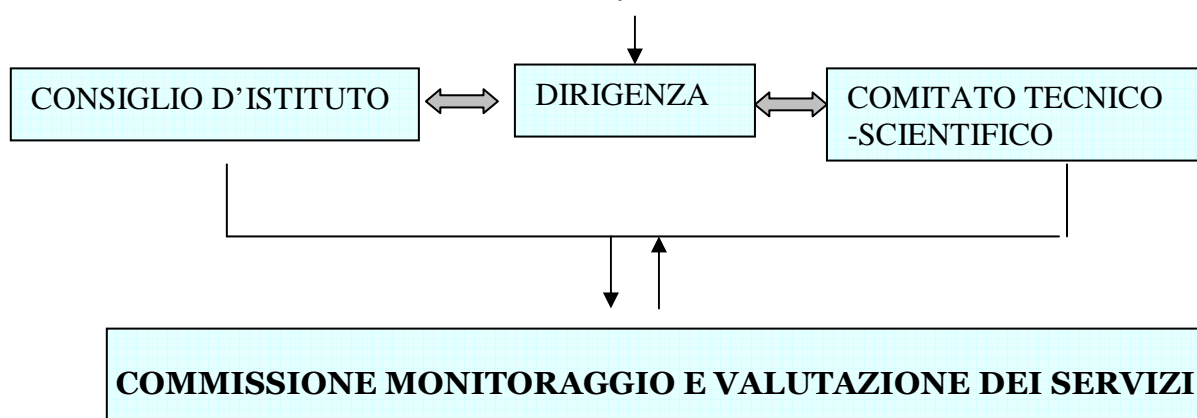 CONSIGLIO D'ISTITUTO
DIRIGENZA
COMITATO TECNICO
-SCIENTIFICO
COMMISSIONE MONITORAGGIO E VALUTAZIONE DEI SERVIZI